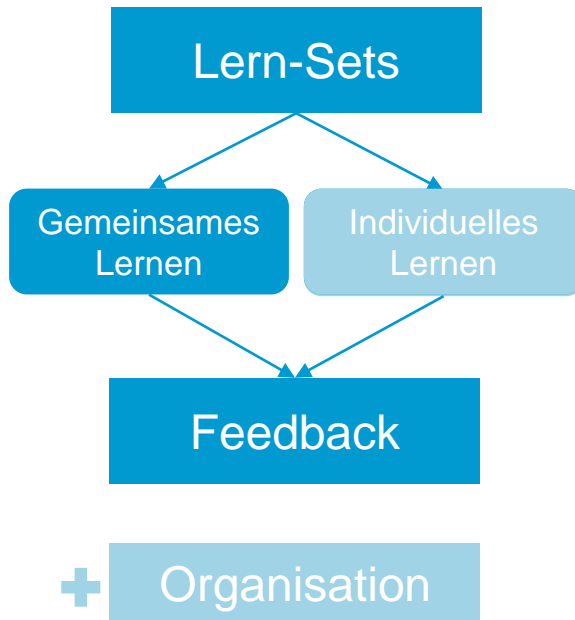 Lern-Sets
Gemeinsames
Lernen
Individuelles
Lernen
Feedback
Organisation